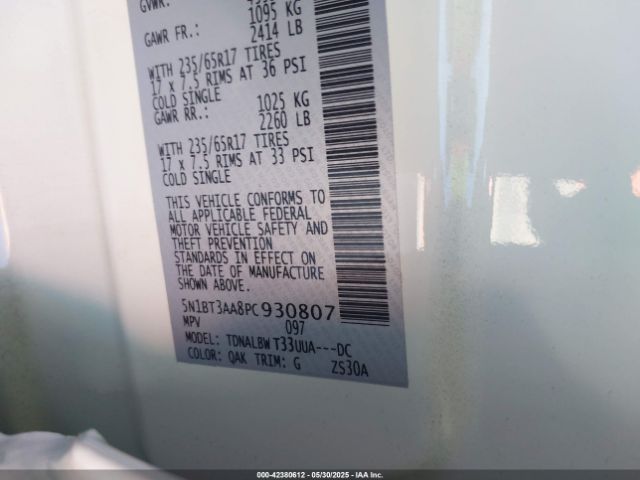 GVWR:
1095 KG
GAWR FR.: 2414 LB
WITH 235/65R17 TIRES
17 x 7.5 RIMS AT 36 PSI
COLD SINGLE
1025 KG
GAWR RR.: 2260 LB
WITH 235/65R17 TIRES
17 x 7.5 RIMS AT 33 PSI
COLD SINGLE
THIS VEHICLE CONFORMS TO
ALL APPLICABLE FEDERAL
MOTOR VEHICLE SAFETY AND
THEFT PREVENTION
STANDARDS IN EFFECT ON
THE DATE OF MANUFACTURE
SHOWN ABOVE.
5N1BT3AA8PC930807
MPV 097
MODEL: TDNALBW T33UUA---DC
COLOR: QAK TRIM: G ZS30A
000-42380612 - 05/30/2025 - IAA Inc.